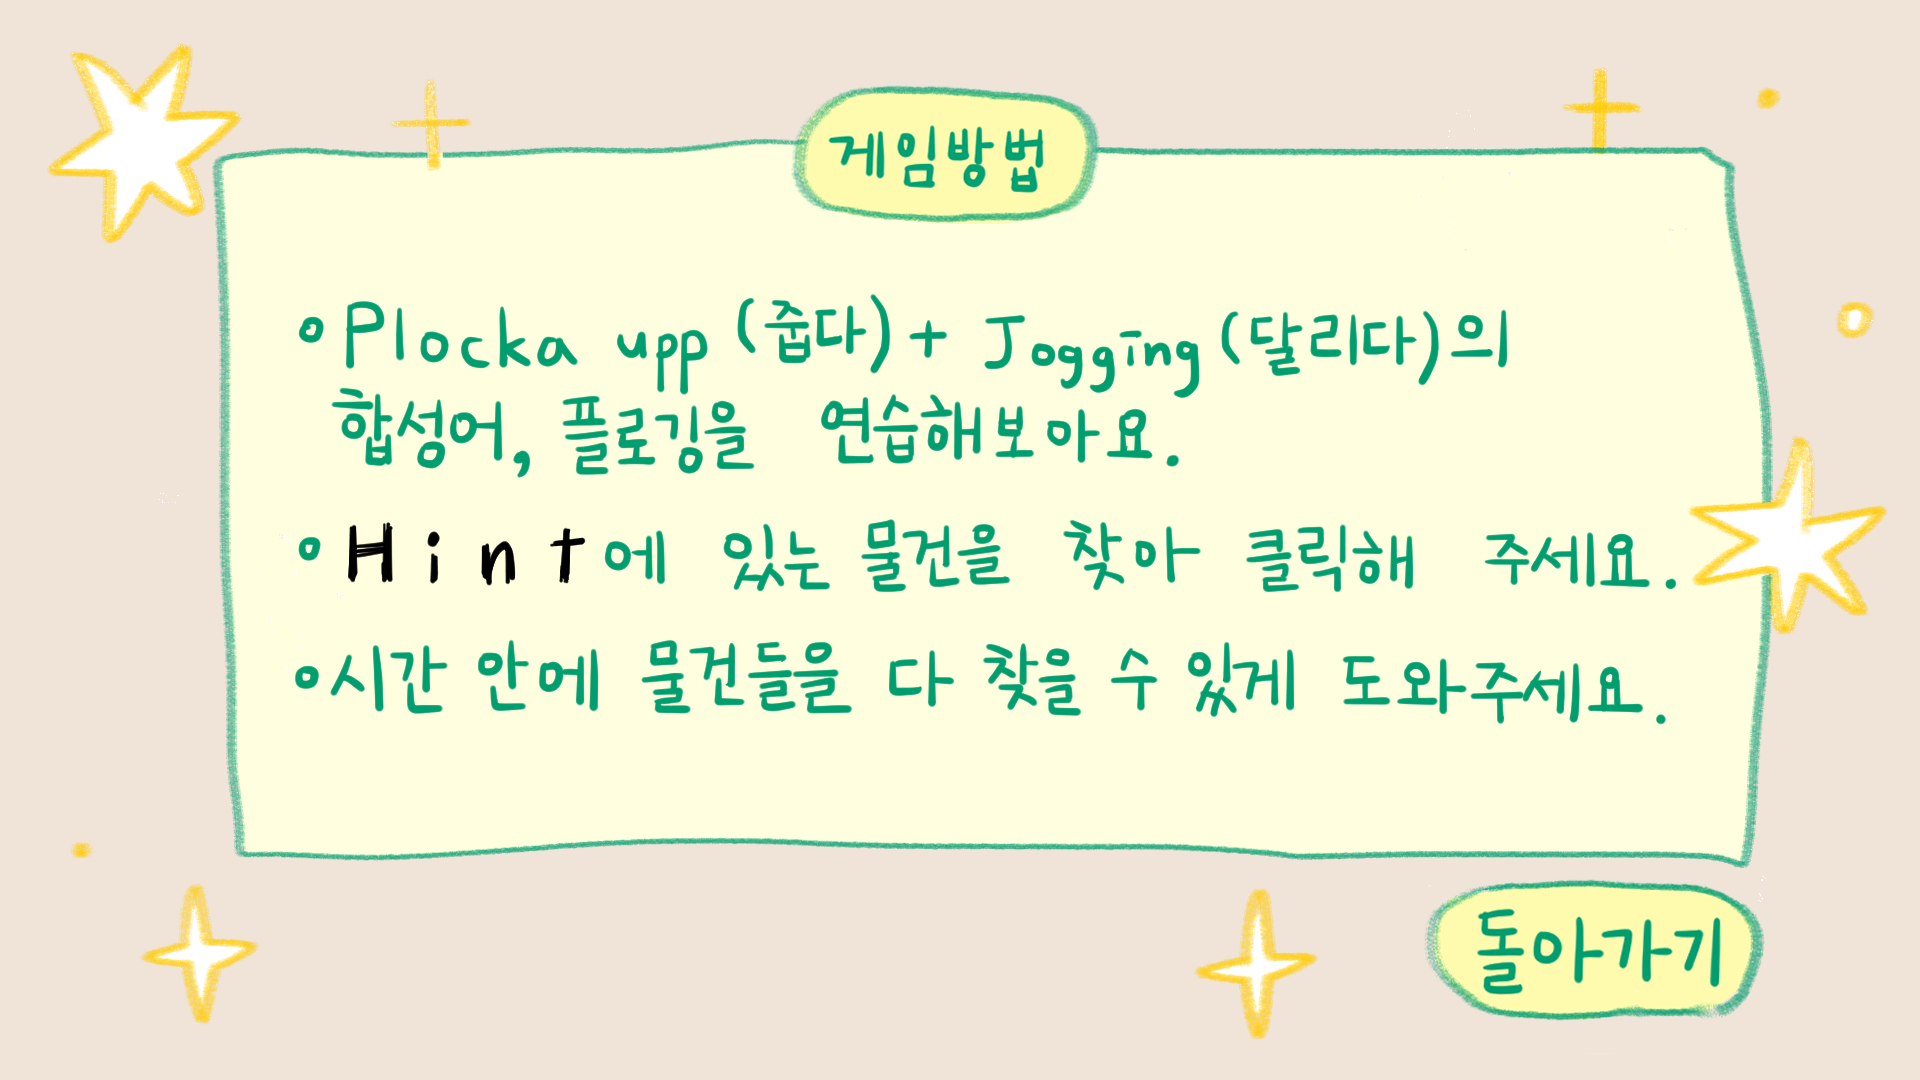 게임방법
Plocka upp (줍다) + Jogging (달리다)의
합성어, 플로깅을 연습해보아요.
Hint에 있는 물건을 찾아 클릭해 주세요.
시간 안에 물건들을 다 찾을 수 있게 도와주세요.
돌아가기